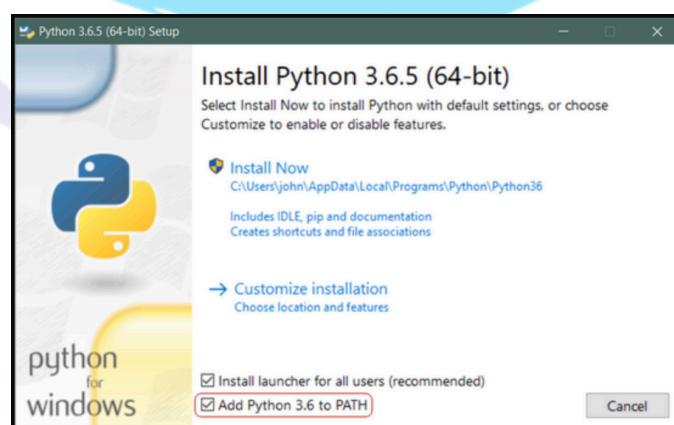 Python 3.6.5 (64-bit) Setup
Install Python 3.6.5 (64-bit)
Select Install Now to install Python with default settings, or choose
Customize to enable or disable features.
Install Now
C:\Users\john\AppData\Local\Programs\Python\Python36
Includes IDLE, pip and documentation
Creates shortcuts and file associations
Customize installation
Choose location and features
python
for
windows
Install launcher for all users (recommended)
Add Python 3.6 to PATH
Cancel